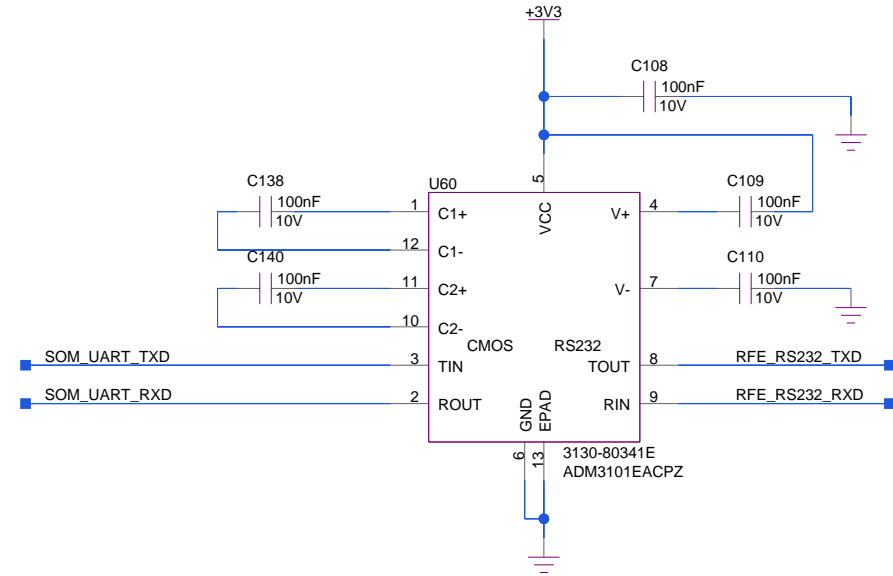 +3V3
C108
100nF
10V
C138
100nF
10V
U60
5
VCC
C109
100nF
10V
1
C1+
V+
4
12
C1-
C140
100nF
10V
C110
100nF
10V
11
C2+
V-
7
10
C2-
CMOS
RS232
SOM_UART_TXD
3
TIN
TOUT
8
RFE_RS232_TXD
SOM_UART_RXD
2
ROUT
RIN
9
RFE_RS232_RXD
GND
EPAD
6
13
3130-80341E
ADM3101EACPZ